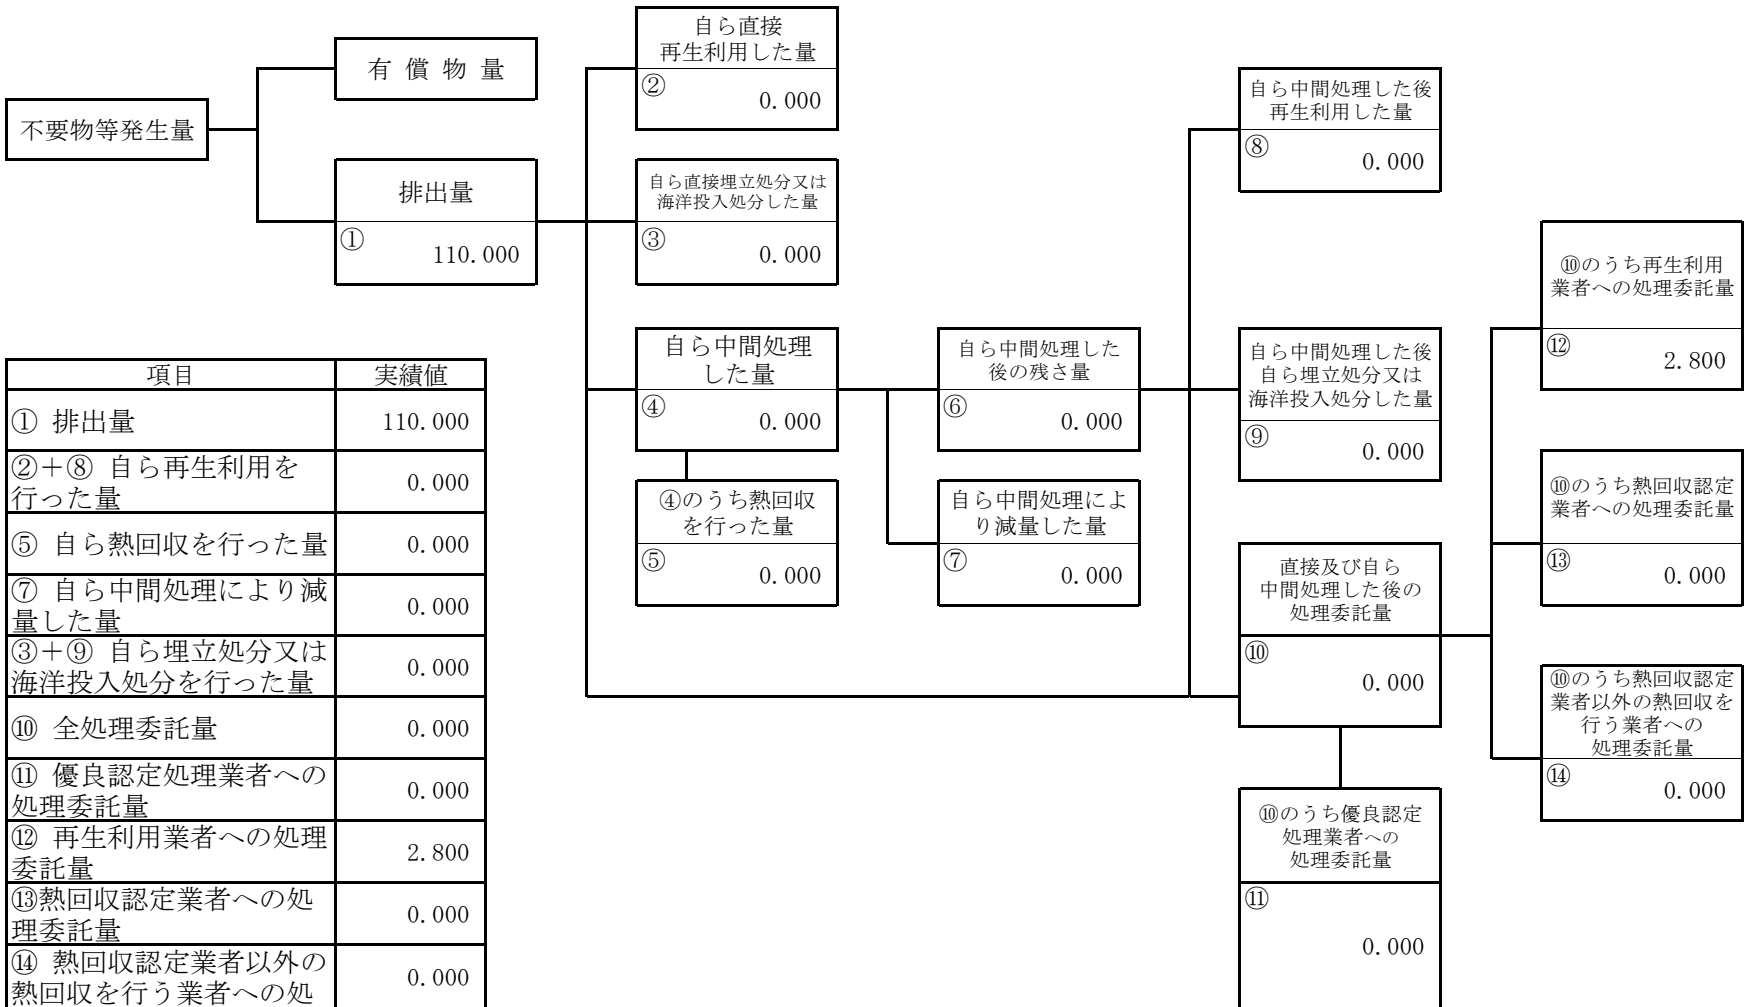 不要物等発生量
有 償 物 量
排出量
①
110.000
自ら直接
再生利用した量
②
0.000
自ら直接埋立処分又は
海洋投入処分した量
③
0.000
自ら中間処理
した量
④
0.000
④のうち熱回収
を行った量
⑤
0.000
自ら中間処理した
後の残さ量
⑥
0.000
自ら中間処理によ
り減量した量
⑦
0.000
自ら中間処理した後
再生利用した量
⑧
0.000
自ら中間処理した後
自ら埋立処分又は
海洋投入処分した量
⑨
0.000
直接及び自ら
中間処理した後の
処理委託量
⑩
0.000
⑩のうち優良認定
処理業者への
処理委託量
⑪
0.000
⑩のうち再生利用
業者への処理委託量
⑫
2.800
⑩のうち熱回収認定
業者への処理委託量
⑬
0.000
⑩のうち熱回収認定
業者以外の熱回収を
行う業者への
処理委託量
⑭
0.000
項目 実績値
① 排出量 110.000
②+⑧ 自ら再生利用を
行った量 0.000
⑤ 自ら熱回収を行った量 0.000
⑦ 自ら中間処理により減
量した量 0.000
③+⑨ 自ら埋立処分又は
海洋投入処分を行った量 0.000
⑩ 全処理委託量 0.000
⑪ 優良認定処理業者への
処理委託量 0.000
⑫ 再生利用業者への処理
委託量 2.800
⑬熱回収認定業者への処
理委託量 0.000
⑭ 熱回収認定業者以外の
熱回収を行う業者への処 0.000